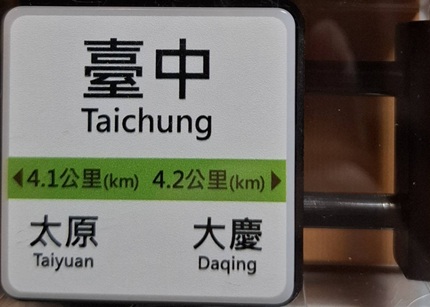 臺中
Taichung
◀4.1公里(km) 4.2公里(km)▶
太原 大慶
Taiyuan Daqing